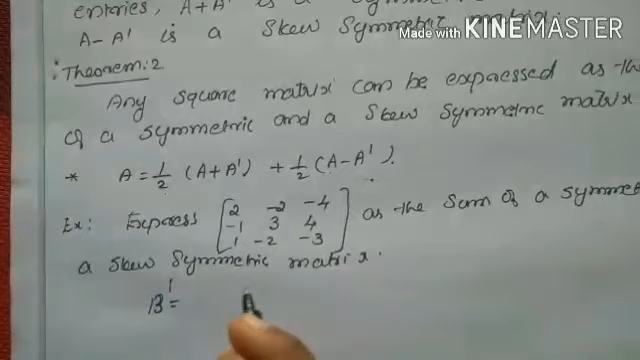 entries, A+A' is a
A-A' is a Skew Symmetric matrix.
Made with KINEMASTER
Theorem:2
Any square matrix can be expressed as the
of a symmetric and a skew symmetric matrix
* A = 1/2 (A+A') + 1/2 (A-A').
Ex: Express [2 -2 -4
-1 3 4
1 -2 -3] as the sum of a symme
a skew symmetric matrix.
B' =